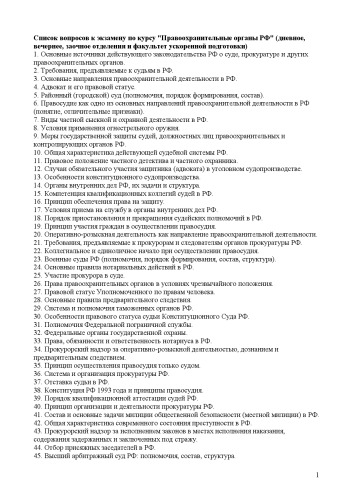 Список вопросов к экзамену по курсу "Правоохранительные органы РФ" (дневное,
вечернее, заочное отделения и факультет ускоренной подготовки)
1. Основные источники действующего законодательства РФ о суде, прокуратуре и других
правоохранительных органов.
2. Требования, предъявляемые к судьям в РФ.
3. Основные направления правоохранительной деятельности в РФ.
4. Адвокат и его правовой статус.
5. Районный (городской) суд (полномочия, порядок формирования, состав).
6. Правосудие как одно из основных направлений правоохранительной деятельности в РФ
(понятие, отличительные признаки).
7. Виды частной сыскной и охранной деятельности в РФ.
8. Условия применения огнестрельного оружия.
9. Меры государственной защиты судей, должностных лиц правоохранительных и
контролирующих органов РФ.
10. Общая характеристика действующей судебной системы РФ.
11. Правовое положение частного детектива и частного охранника.
12. Случаи обязательного участия защитника (адвоката) в уголовном судопроизводстве.
13. Особенности конституционного судопроизводства.
14. Органы внутренних дел РФ, их задачи и структура.
15. Компетенция квалификационных коллегий судей в РФ.
16. Принцип обеспечения права на защиту.
17. Условия приема на службу в органы внутренних дел РФ.
18. Порядок приостановления и прекращения судейских полномочий в РФ.
19. Принцип участия граждан в осуществлении правосудия.
20. Оперативно-розыскная деятельность как направление правоохранительной деятельности.
21. Требования, предъявляемые к прокурорам и следователям органов прокуратуры РФ.
22. Коллегиальное и единоличное начало при осуществлении правосудия.
23. Военные суды РФ (полномочия, порядок формирования, состав, структура).
24. Основные правила нотариальных действий в РФ.
25. Участие прокурора в суде.
26. Права правоохранительных органов в условиях чрезвычайного положения.
27. Правовой статус Уполномоченного по правам человека.
28. Основные правила предварительного следствия.
29. Система и полномочия таможенных органов РФ.
30. Особенности правового статуса судьи Конституционного Суда РФ.
31. Полномочия Федеральной пограничной службы.
32. Федеральные органы государственной охраны.
33. Права, обязанности и ответственность нотариуса в РФ.
34. Прокурорский надзор за оперативно-розыскной деятельностью, дознанием и
предварительным следствием.
35. Принцип осуществления правосудия только судом.
36. Система и организация прокуратуры РФ.
37. Отставка судьи в РФ.
38. Конституция РФ 1993 года и принципы правосудия.
39. Порядок квалификационной аттестации судей РФ.
40. Принцип организации и деятельности прокуратуры РФ.
41. Состав и основные задачи милиции общественной безопасности (местной милиции) в РФ.
42. Общая характеристика современного состояния преступности в РФ.
43. Прокурорский надзор за исполнением законов в местах исполнения наказания,
содержания задержанных и заключенных под стражу.
44. Отбор присяжных заседателей в РФ.
45. Высший арбитражный суд РФ: полномочия, состав, структура.
1